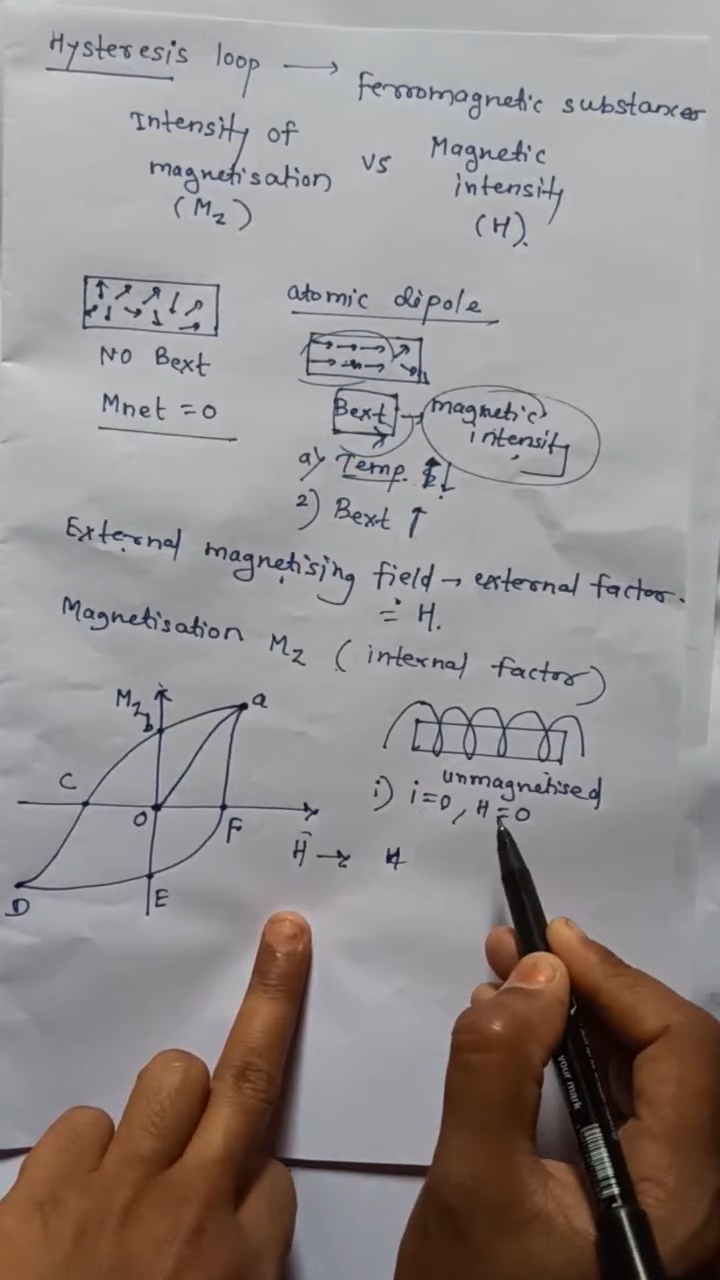 Hysteresis loop → Ferromagnetic substances
Intensity of magnetisation (Mz) vs Magnetic intensity (H).
atomic dipole
NO Bext
Mnet = 0
Bext → magnetic intensity
a) Temp. ↓
2) Bext ↑
External magnetising field → external factor.
= H.
Magnetisation Mz (internal factor)
Mz
b
a
C
O
F
H →
D
E
unmagnetised
i) i=0, H=0
your mark